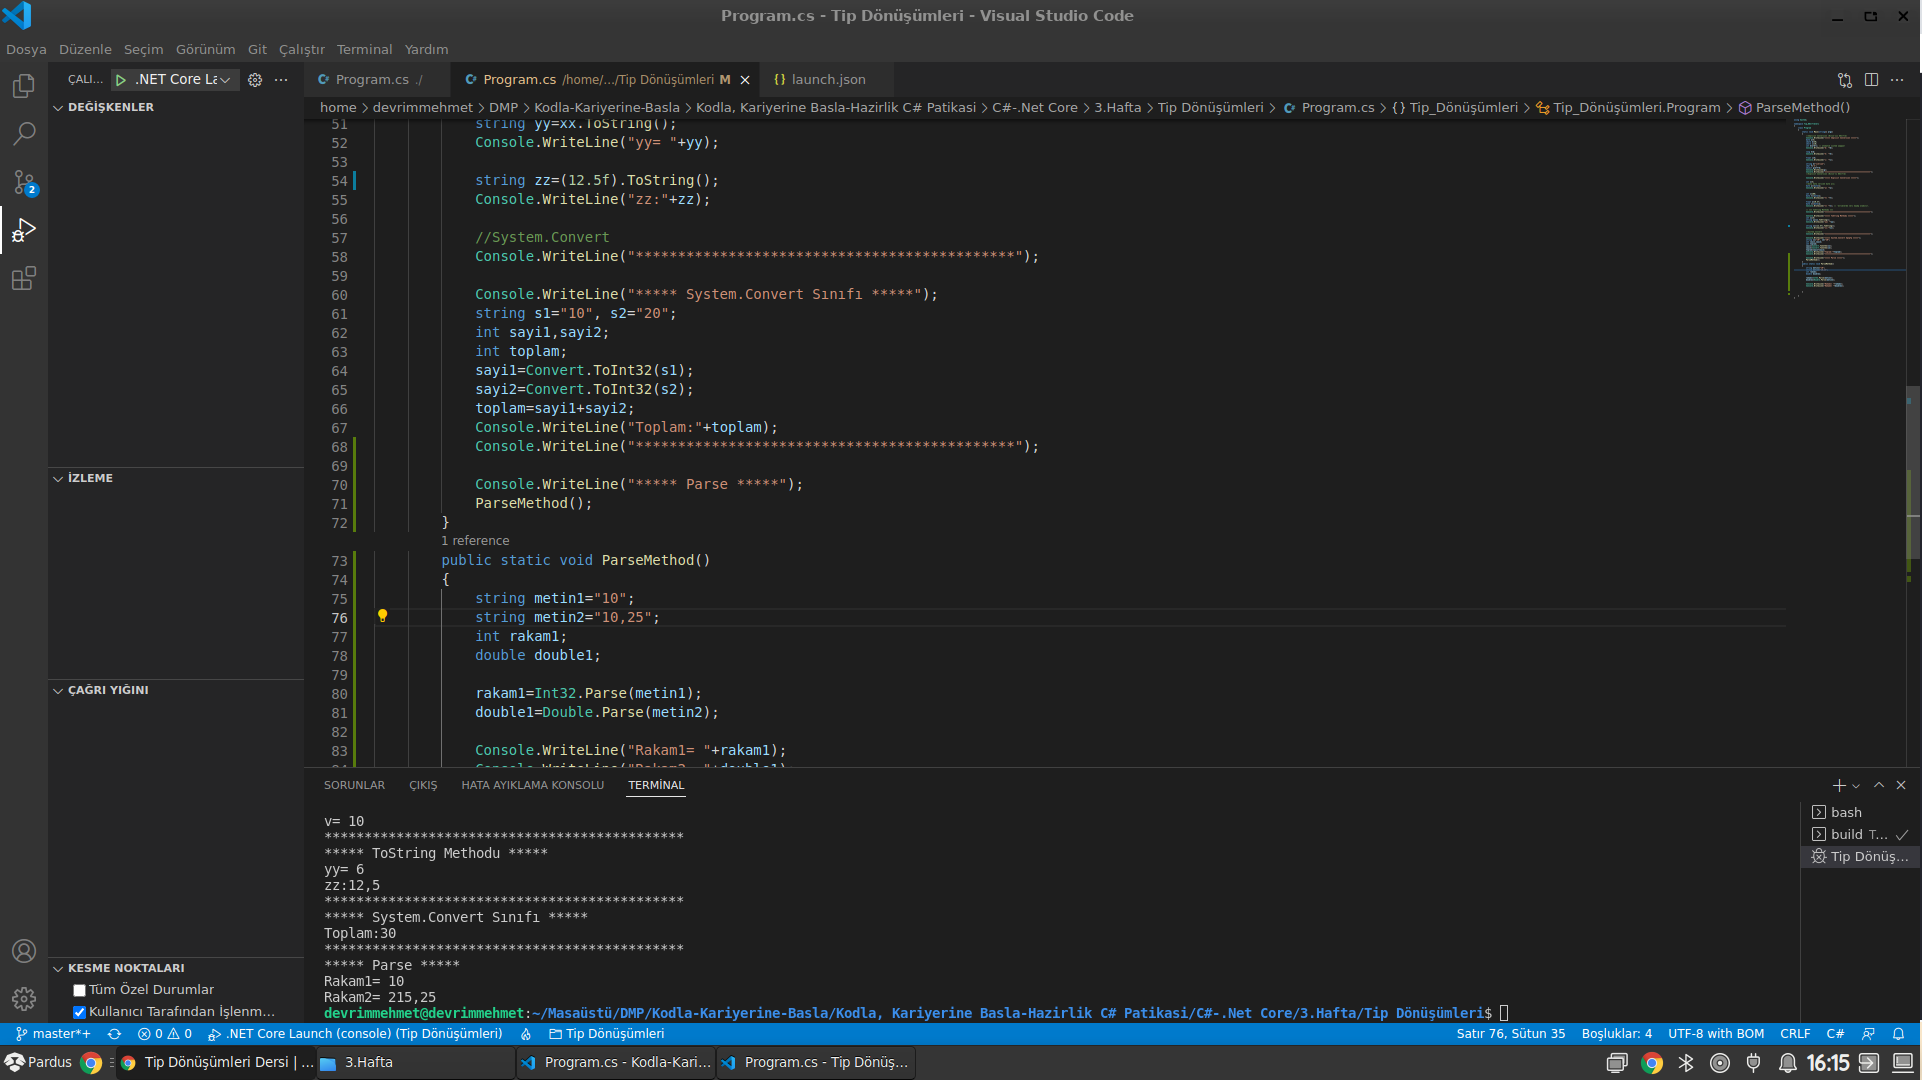 Program.cs - Tip Dönüşümleri - Visual Studio Code
Dosya Düzenle Seçim Görünüm Git Çalıştır Terminal Yardım
ÇALI... .NET Core La
Program.cs ./
Program.cs /home/.../Tip Dönüşümleri M
{} launch.json
home > devrimmehmet > DMP > Kodla-Kariyerine-Basla > Kodla, Kariyerine Basla-Hazirlik C# Patikasi > C#-.Net Core > 3.Hafta > Tip Dönüşümleri > Program.cs > {} Tip_Dönüşümleri > Tip_Dönüşümleri.Program > ParseMethod()
DEĞİŞKENLER
İZLEME
ÇAĞRI YIĞINI
KESME NOKTALARI
Tüm Özel Durumlar
Kullanıcı Tarafından İşlenm...
2
51 string yy=xx.ToString();
52 Console.WriteLine("yy= "+yy);
53
54 string zz=(12.5f).ToString();
55 Console.WriteLine("zz:"+zz);
56
57 //System.Convert
58 Console.WriteLine("*********************************************");
59
60 Console.WriteLine("***** System.Convert Sınıfı *****");
61 string s1="10", s2="20";
62 int sayi1,sayi2;
63 int toplam;
64 sayi1=Convert.ToInt32(s1);
65 sayi2=Convert.ToInt32(s2);
66 toplam=sayi1+sayi2;
67 Console.WriteLine("Toplam:"+toplam);
68 Console.WriteLine("*********************************************");
69
70 Console.WriteLine("***** Parse *****");
71 ParseMethod();
72 }
1 reference
73 public static void ParseMethod()
74 {
75 string metin1="10";
76 string metin2="10,25";
77 int rakam1;
78 double double1;
79
80 rakam1=Int32.Parse(metin1);
81 double1=Double.Parse(metin2);
82
83 Console.WriteLine("Rakam1= "+rakam1);
84 Console.WriteLine("Rakam2= "+double1);
SORUNLAR ÇIKIŞ HATA AYIKLAMA KONSOLU TERMİNAL
v= 10
*********************************************
***** ToString Methodu *****
yy= 6
zz:12,5
*********************************************
***** System.Convert Sınıfı *****
Toplam:30
*********************************************
***** Parse *****
Rakam1= 10
Rakam2= 215,25
devrimmehmet@devrimmehmet:~/Masaüstü/DMP/Kodla-Kariyerine-Basla/Kodla, Kariyerine Basla-Hazirlik C# Patikasi/C#-.Net Core/3.Hafta/Tip Dönüşümleri$
bash
build T...
Tip Dönüş...
master*+ 0 0 .NET Core Launch (console) (Tip Dönüşümleri) Tip Dönüşümleri
Satır 76, Sütun 35 Boşluklar: 4 UTF-8 with BOM CRLF C#
Pardus Tip Dönüşümleri Dersi | ... 3.Hafta Program.cs - Kodla-Kari... Program.cs - Tip Dönüş... 16:15